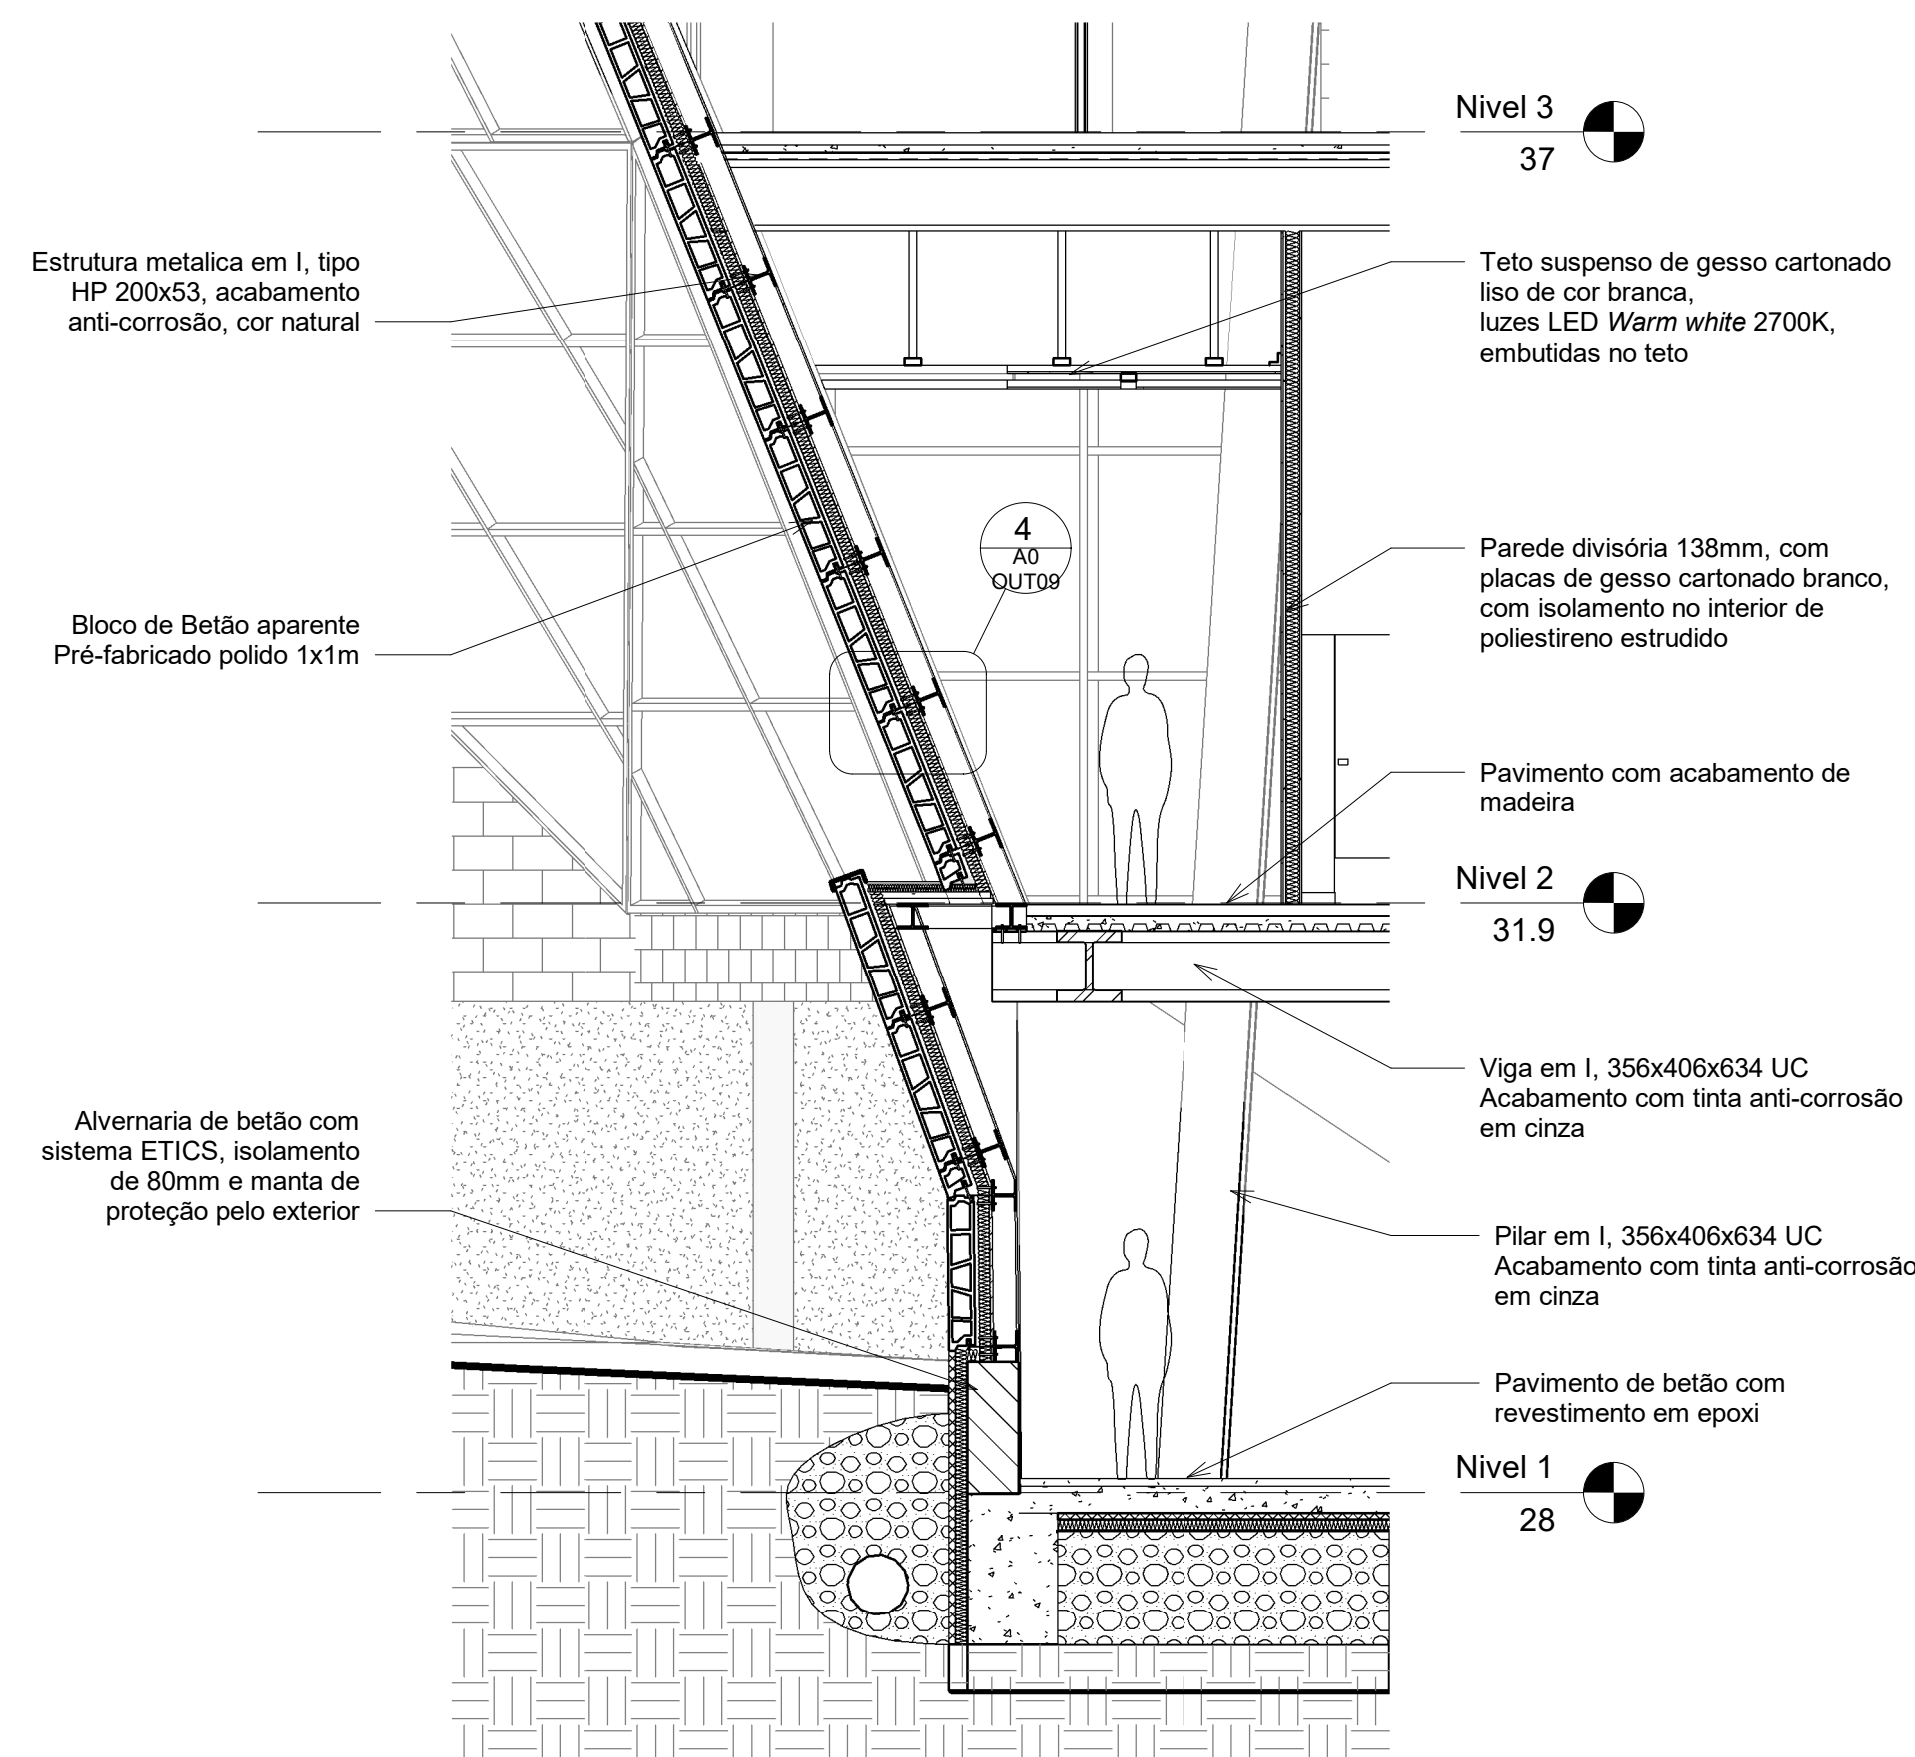 Nivel 3
37
Estrutura metalica em I, tipo
HP 200x53, acabamento
anti-corrosão, cor natural
Teto suspenso de gesso cartonado
liso de cor branca,
luzes LED Warm white 2700K,
embutidas no teto
4
A0
OUT09
Parede divisória 138mm, com
placas de gesso cartonado branco,
com isolamento no interior de
poliestireno estrudido
Bloco de Betão aparente
Pré-fabricado polido 1x1m
Pavimento com acabamento de
madeira
Nivel 2
31.9
Viga em I, 356x406x634 UC
Acabamento com tinta anti-corrosão
em cinza
Alvernaria de betão com
sistema ETICS, isolamento
de 80mm e manta de
proteção pelo exterior
Pilar em I, 356x406x634 UC
Acabamento com tinta anti-corrosão
em cinza
Pavimento de betão com
revestimento em epoxi
Nivel 1
28